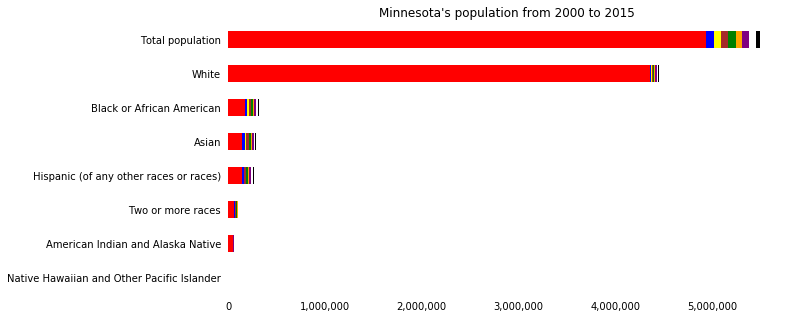 Minnesota's population from 2000 to 2015
Total population
White
Black or African American
Asian
Hispanic (of any other races or races)
Two or more races
American Indian and Alaska Native
Native Hawaiian and Other Pacific Islander
0 1,000,000 2,000,000 3,000,000 4,000,000 5,000,000